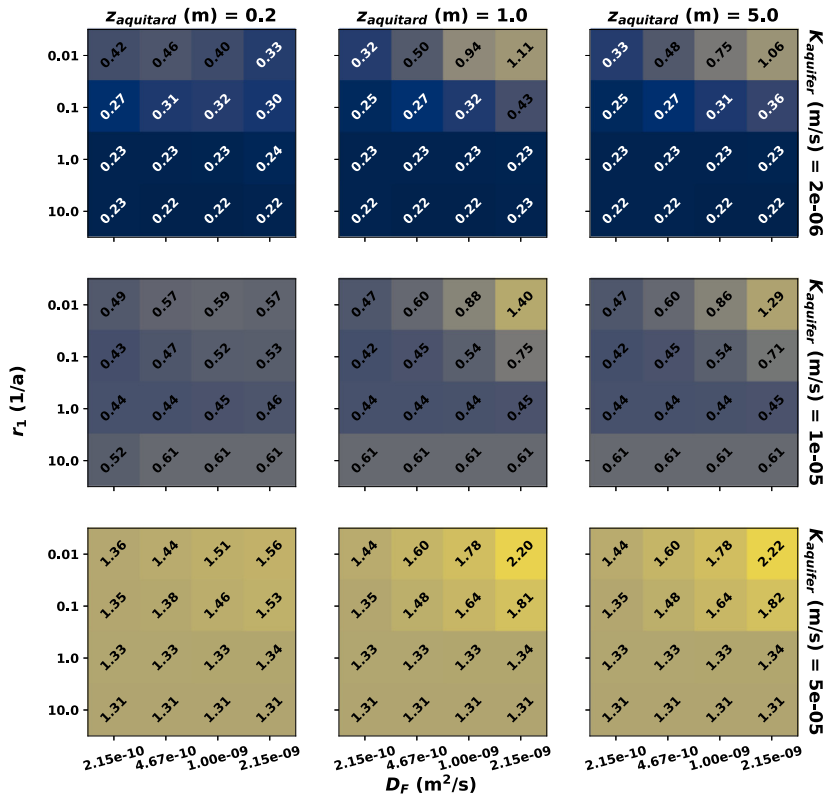 z_aquitard (m) = 0.2 z_aquitard (m) = 1.0 z_aquitard (m) = 5.0
0.01 0.42 0.46 0.40 0.33 0.32 0.50 0.94 1.11 0.33 0.48 0.75 1.06
0.1 0.27 0.31 0.32 0.30 0.25 0.27 0.32 0.43 0.25 0.27 0.31 0.36
1.0 0.23 0.23 0.23 0.24 0.23 0.23 0.23 0.23 0.23 0.23 0.23 0.23
10.0 0.23 0.22 0.22 0.22 0.22 0.22 0.22 0.22 0.22 0.22 0.22 0.22
K_aquifer (m/s) = 2e-06
0.01 0.49 0.57 0.59 0.57 0.47 0.60 0.88 1.40 0.47 0.60 0.86 1.29
0.1 0.43 0.47 0.52 0.53 0.42 0.45 0.54 0.75 0.42 0.45 0.54 0.71
1.0 0.44 0.44 0.45 0.46 0.44 0.44 0.44 0.45 0.44 0.44 0.44 0.45
10.0 0.52 0.61 0.61 0.61 0.61 0.61 0.61 0.61 0.61 0.61 0.61 0.61
r_1 (1/a)
K_aquifer (m/s) = 1e-05
0.01 1.36 1.44 1.51 1.56 1.44 1.60 1.78 2.20 1.44 1.60 1.78 2.22
0.1 1.35 1.38 1.46 1.53 1.35 1.48 1.64 1.81 1.35 1.48 1.64 1.82
1.0 1.33 1.33 1.33 1.34 1.33 1.33 1.33 1.34 1.33 1.33 1.33 1.34
10.0 1.31 1.31 1.31 1.31 1.31 1.31 1.31 1.31 1.31 1.31 1.31 1.31
K_aquifer (m/s) = 5e-05
2.15e-10 4.67e-10 1.00e-09 2.15e-09 2.15e-10 4.67e-10 1.00e-09 2.15e-09 2.15e-10 4.67e-10 1.00e-09 2.15e-09
D_F (m²/s)